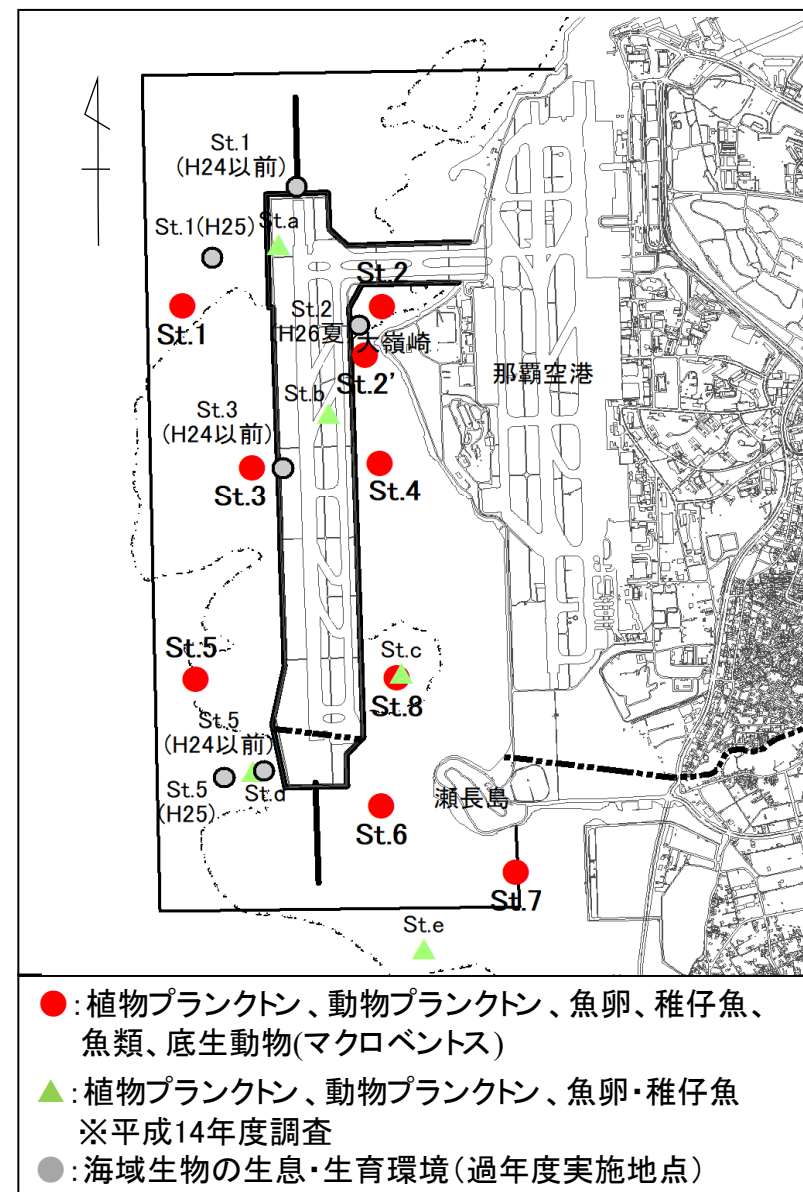 St.1
(H24以前)
St.1(H25)
St.a
St.1
St.2
St.2
(H26夏)
大嶺崎
St.2'
那覇空港
St.b
St.3
(H24以前)
St.3
St.4
St.5
St.c
St.8
St.5
(H24以前)
St.d
St.5
(H25)
瀬長島
St.6
St.7
St.e
●:植物プランクトン、動物プランクトン、魚卵、稚仔魚、
魚類、底生動物(マクロベントス)
▲:植物プランクトン、動物プランクトン、魚卵・稚仔魚
※平成14年度調査
●:海域生物の生息・生育環境(過年度実施地点)